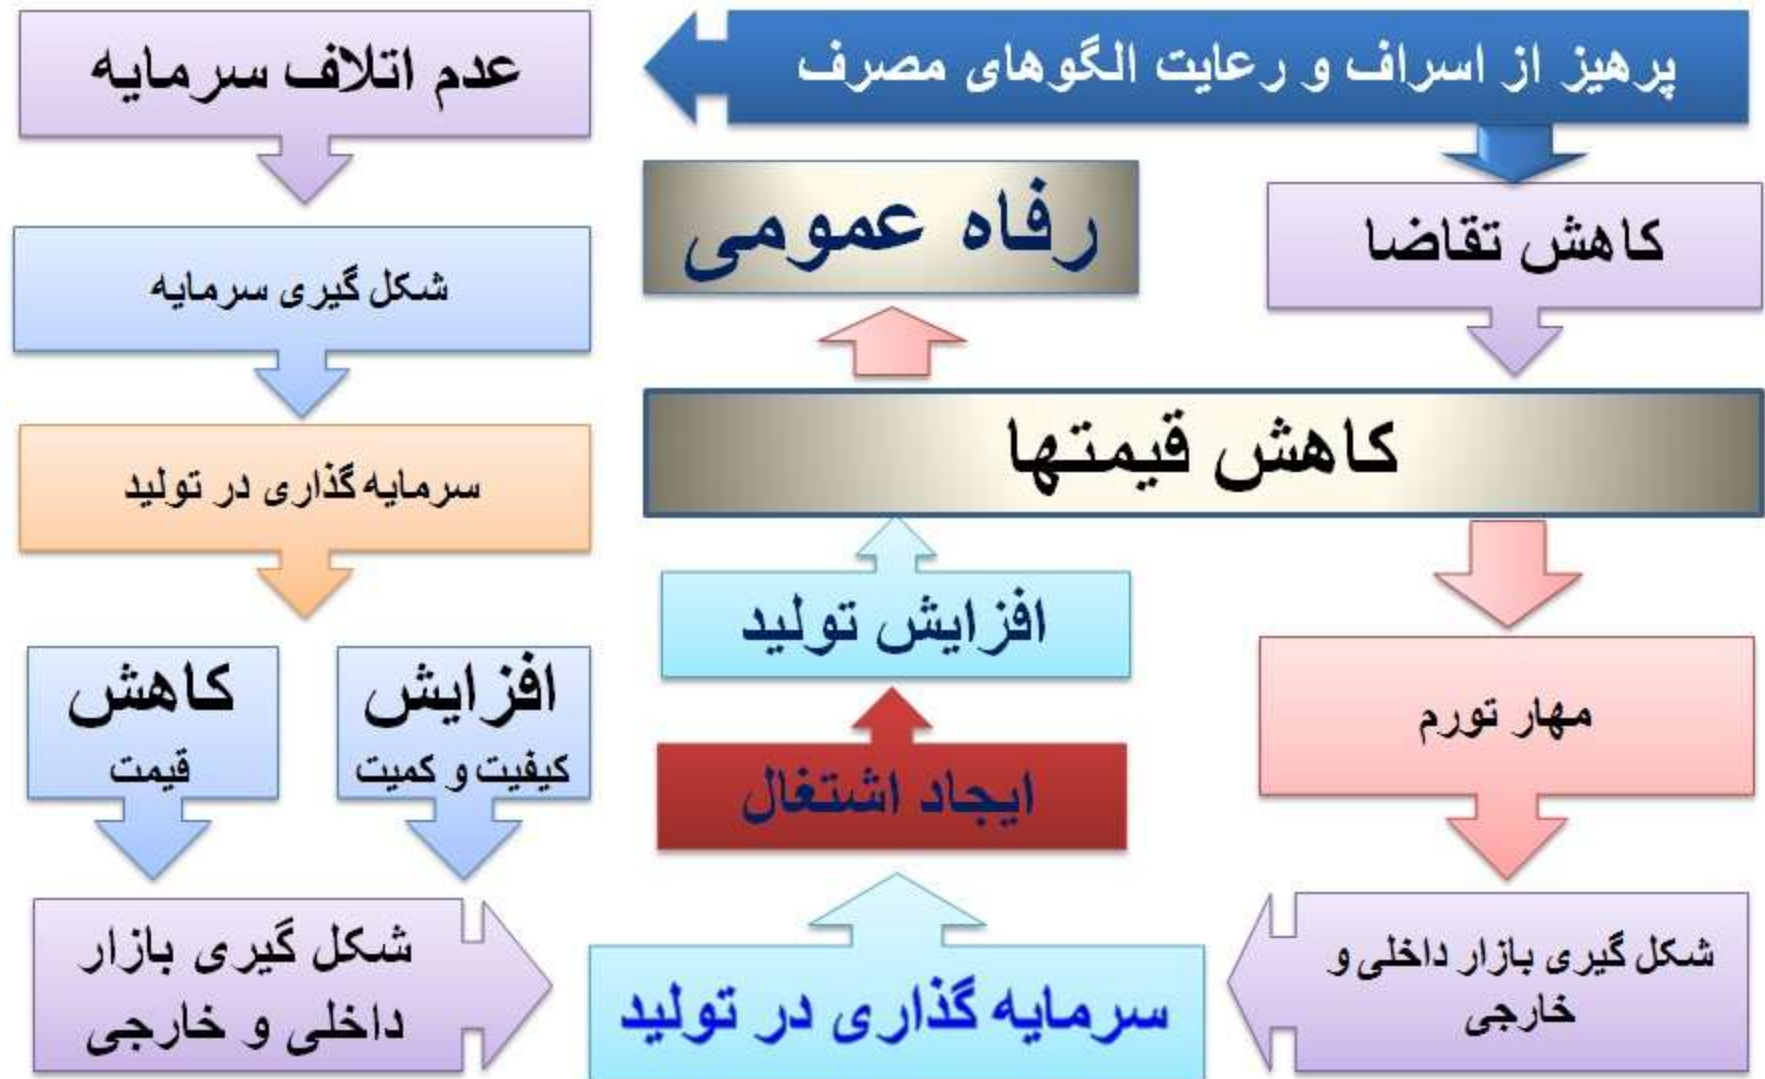 پرهیز از اسراف و رعایت الگوهای مصرف
عدم اتلاف سرمایه
رفاه عمومی
کاهش تقاضا
شکل گیری سرمایه
کاهش قیمتها
سرمایه گذاری در تولید
افزایش تولید
مهار تورم
افزایش
کیفیت و کمیت
کاهش
قیمت
ایجاد اشتغال
شکل گیری بازار داخلی و
خارجی
سرمایه گذاری در تولید
شکل گیری بازار
داخلی و خارجی